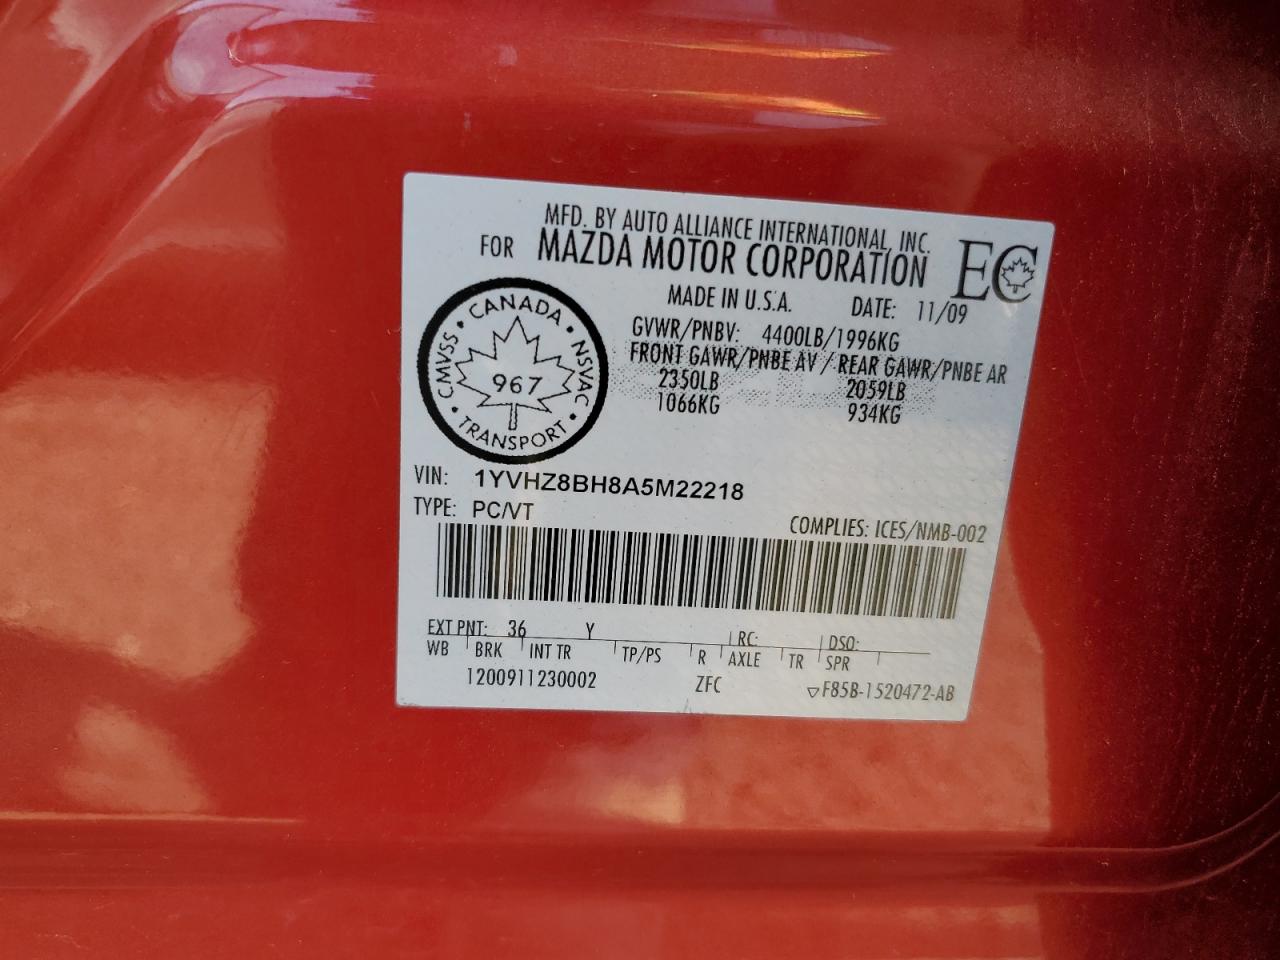 MFD. BY AUTO ALLIANCE INTERNATIONAL, INC.
FOR MAZDA MOTOR CORPORATION
EC
MADE IN U.S.A. DATE: 11/09
GVWR/PNBV: 4400LB/1996KG
FRONT GAWR/PNBE AV / REAR GAWR/PNBE AR
2350LB 2059LB
1066KG 934KG
CANADA
CMVSS • NSVAC
967
TRANSPORT
VIN: 1YVHZ8BH8A5M22218
TYPE: PC/VT
COMPLIES: ICES/NMB-002
EXT PNT: 36 Y RC: DSO:
WB BRK INT TR TP/PS R AXLE TR SPR
1200911230002 ZFC F85B-1520472-AB